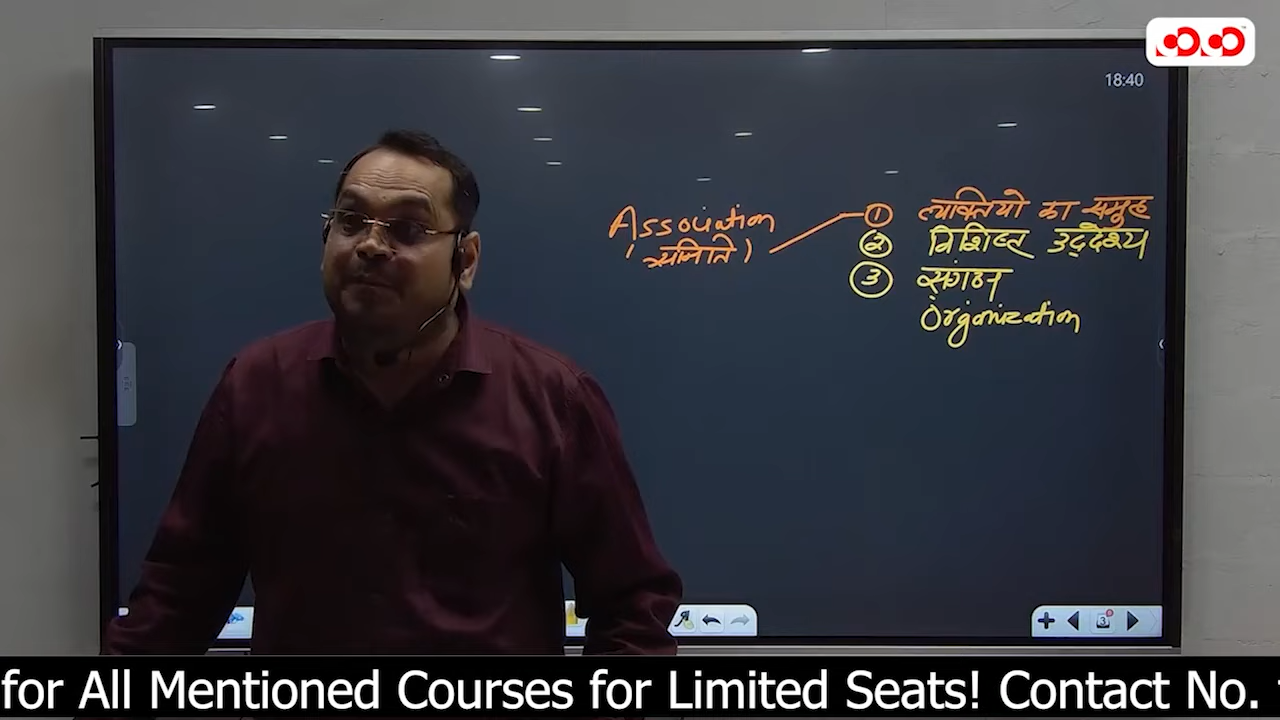 18:40
Association
(समिति)
① व्यक्तियो का समूह
② विशिष्ट उद्देश्य
③ संगठन
Organization
for All Mentioned Courses for Limited Seats! Contact No.